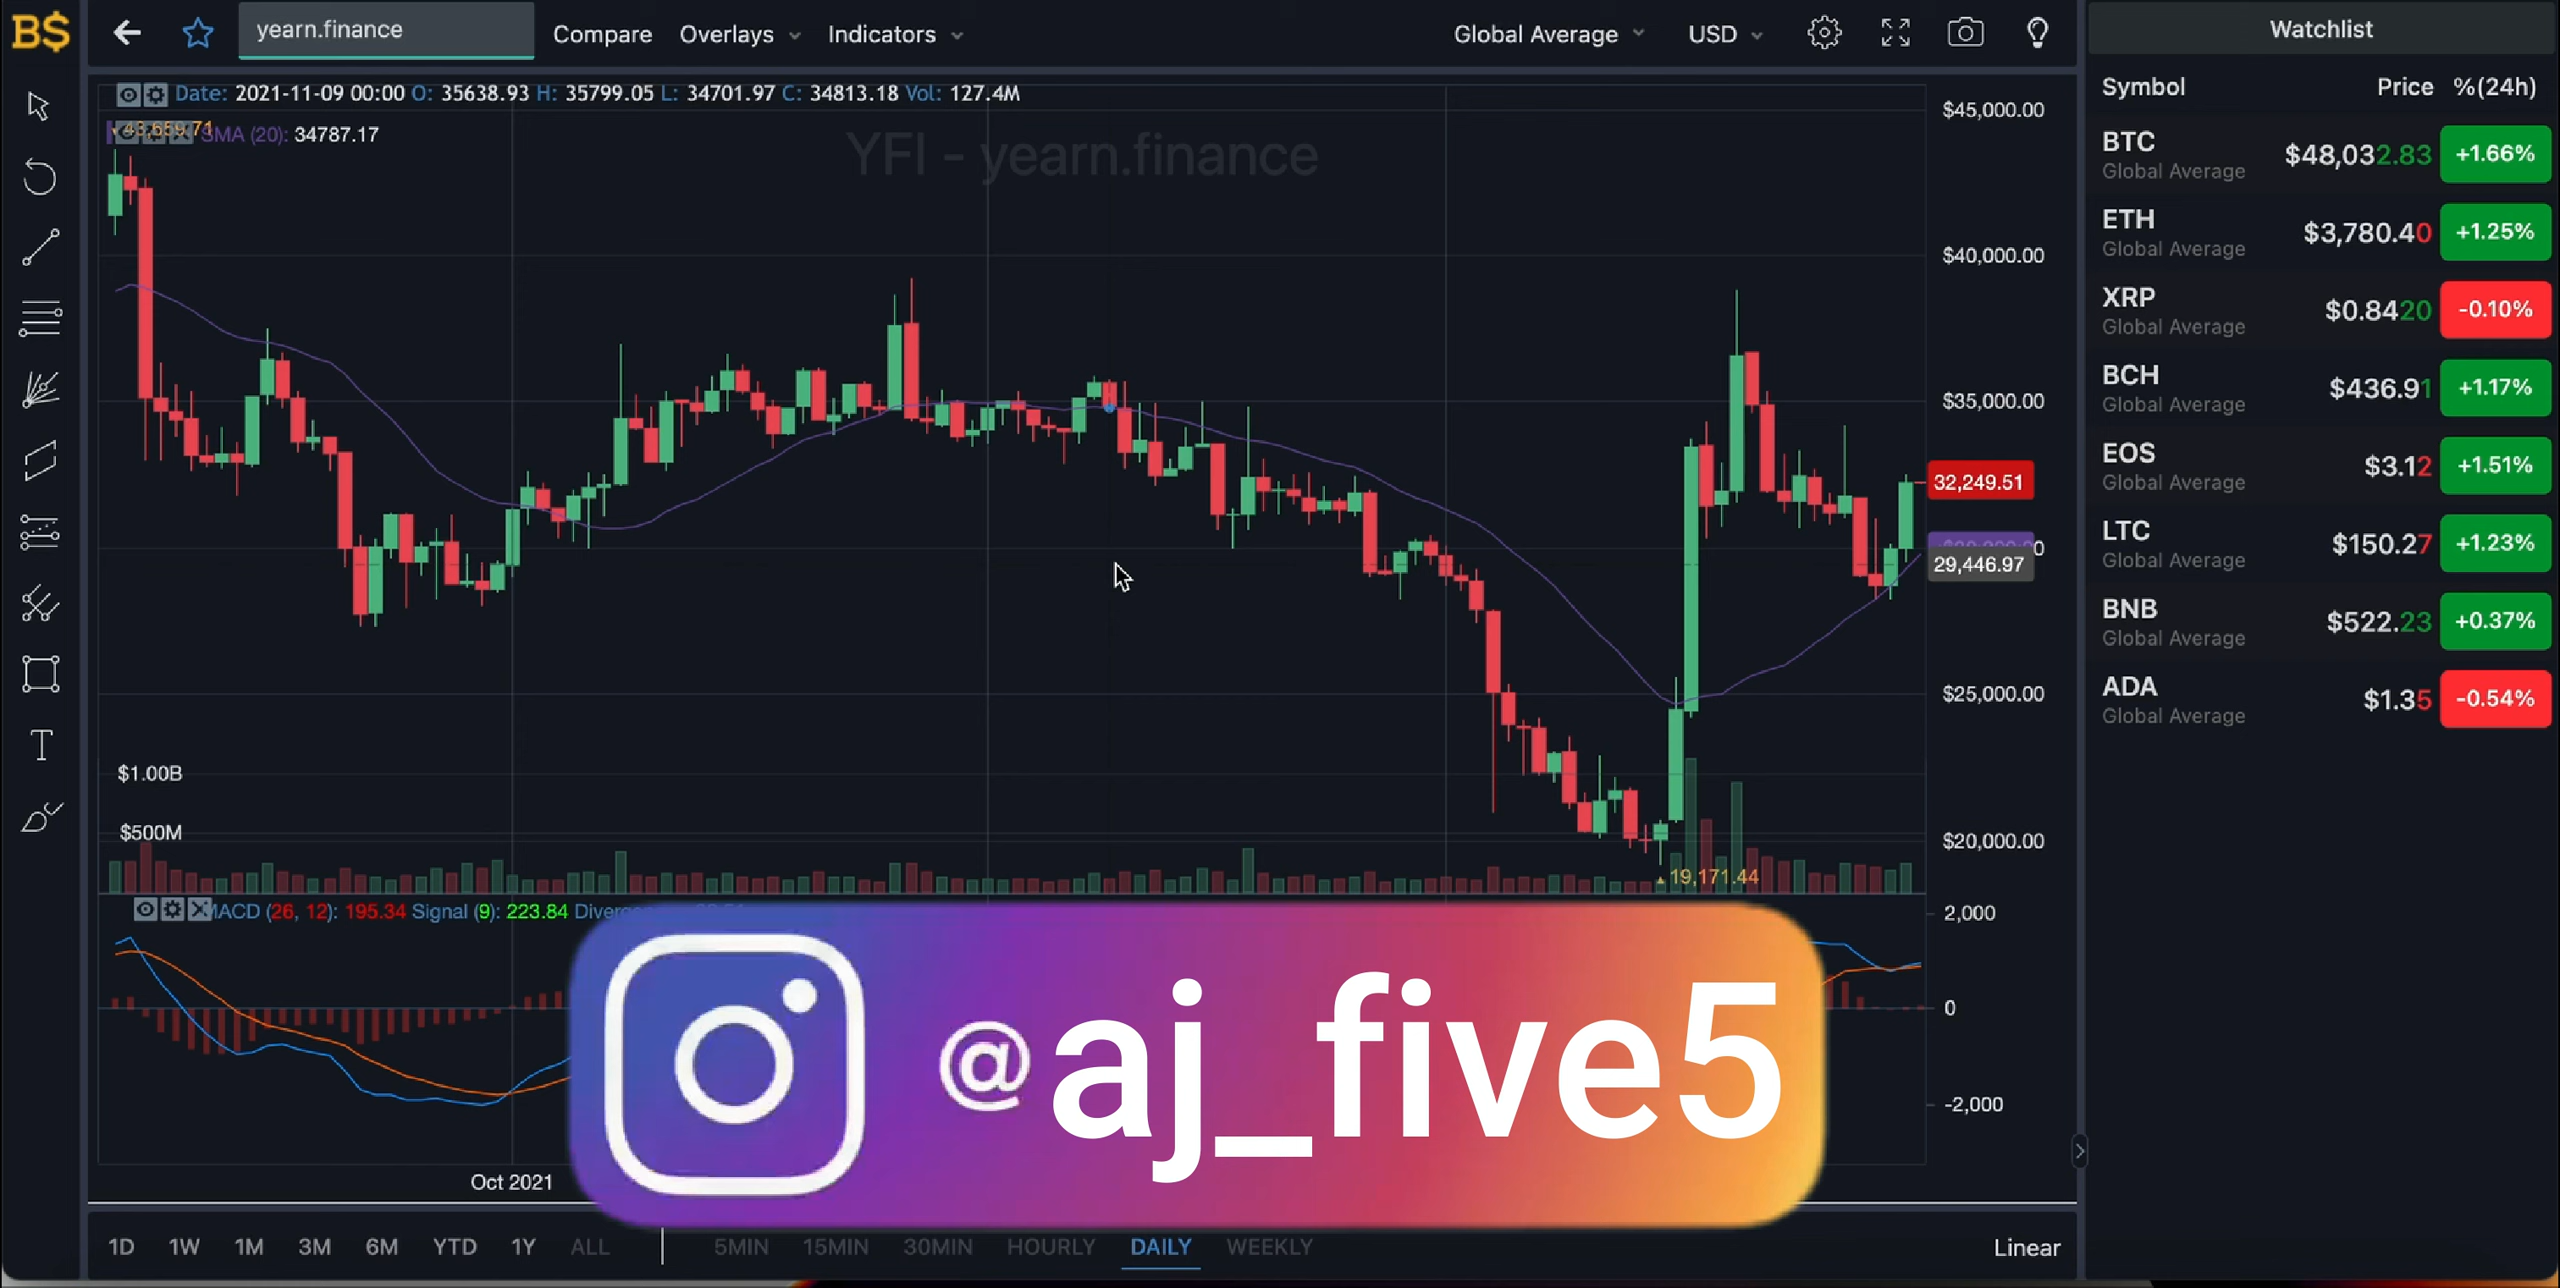 B$
yearn.finance
Compare
Overlays
Indicators
Global Average
USD
Watchlist
Date: 2021-11-09 00:00 O: 35638.93 H: 35799.05 L: 34701.97 C: 34813.18 Vol: 127.4M
43,659.71
SMA (20): 34787.17
YFI - yearn.finance
$45,000.00
$40,000.00
$35,000.00
32,249.51
29,446.97
$25,000.00
$20,000.00
$1.00B
$500M
19,171.44
MACD (26, 12): 195.34 Signal (9): 223.84
2,000
0
-2,000
Oct 2021
@aj_five5
1D 1W 1M 3M 6M YTD 1Y ALL
5MIN 15MIN 30MIN HOURLY DAILY WEEKLY
Linear
Symbol Price %(24h)
BTC $48,032.83 +1.66%
Global Average
ETH $3,780.40 +1.25%
Global Average
XRP $0.8420 -0.10%
Global Average
BCH $436.91 +1.17%
Global Average
EOS $3.12 +1.51%
Global Average
LTC $150.27 +1.23%
Global Average
BNB $522.23 +0.37%
Global Average
ADA $1.35 -0.54%
Global Average